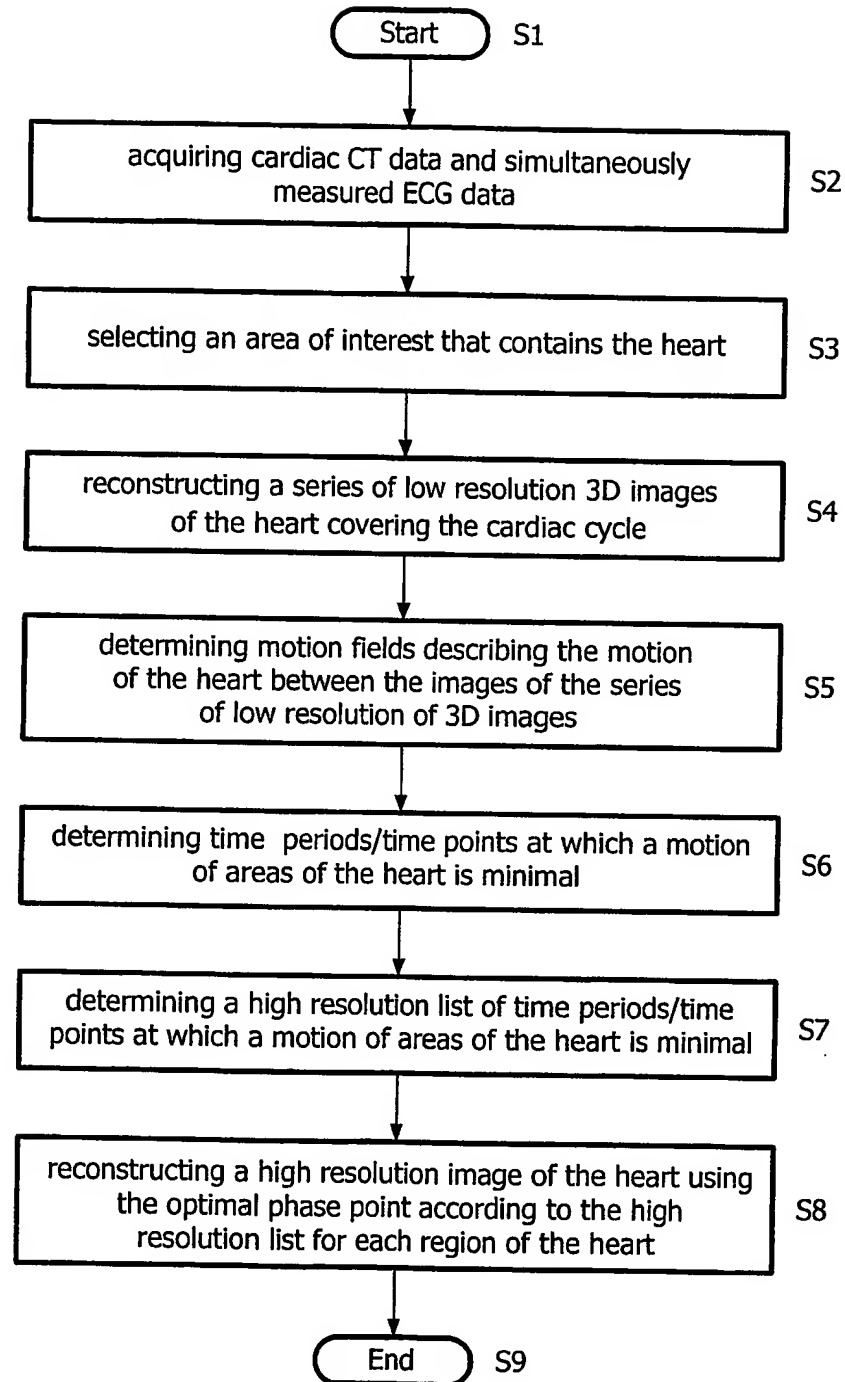 Start S1
acquiring cardiac CT data and simultaneously
measured ECG data
S2
selecting an area of interest that contains the heart S3
reconstructing a series of low resolution 3D images
of the heart covering the cardiac cycle
S4
determining motion fields describing the motion
of the heart between the images of the series
of low resolution of 3D images
S5
determining time periods/time points at which a motion
of areas of the heart is minimal
S6
determining a high resolution list of time periods/time
points at which a motion of areas of the heart is minimal
S7
reconstructing a high resolution image of the heart using
the optimal phase point according to the high
resolution list for each region of the heart
S8
End S9